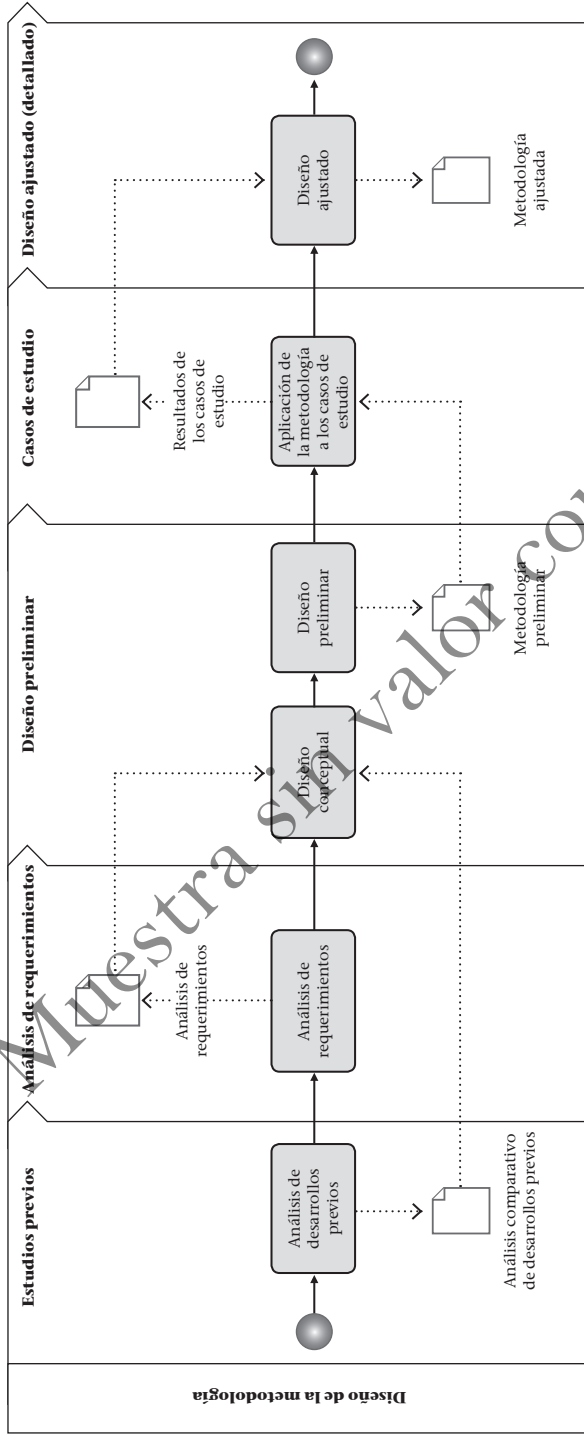 Diseño de la metodología
Estudios previos
Análisis de requerimientos
Diseño preliminar
Casos de estudio
Diseño ajustado (detallado)
Análisis de
desarrollos
previos
Análisis comparativo
de desarrollos previos
Análisis de
requerimientos
Análisis de
requerimientos
Diseño
conceptual
Diseño
preliminar
Metodología
preliminar
Resultados de
los casos de
estudio
Aplicación de
la metodología
a los casos de
estudio
Diseño
ajustado
Metodología
ajustada
Muestra sin valor